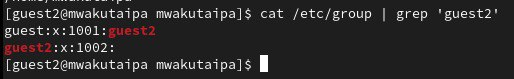 [guest2@mwakutaipa mwakutaipa]$ cat /etc/group | grep 'guest2'
guest:x:1001:guest2
guest2:x:1002:
[guest2@mwakutaipa mwakutaipa]$